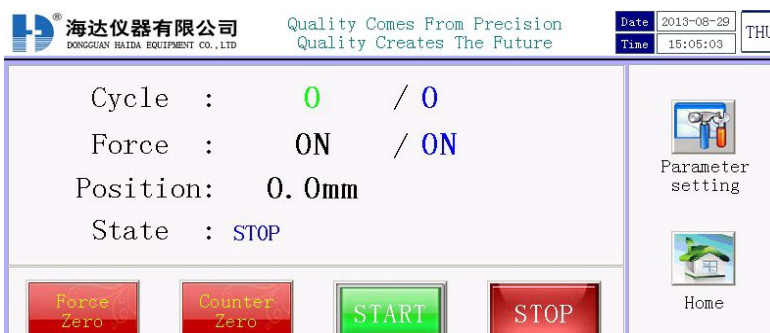 海达仪器有限公司
DONGGUAN HAIDA EQUIPMENT CO.,LTD
Quality Comes From Precision
Quality Creates The Future
Date 2013-08-29
Time 15:05:03
THU
Cycle : 0 / 0
Force : ON / ON
Position: 0.0mm
State : STOP
Parameter
setting
Home
Force
Zero
Counter
Zero
START
STOP